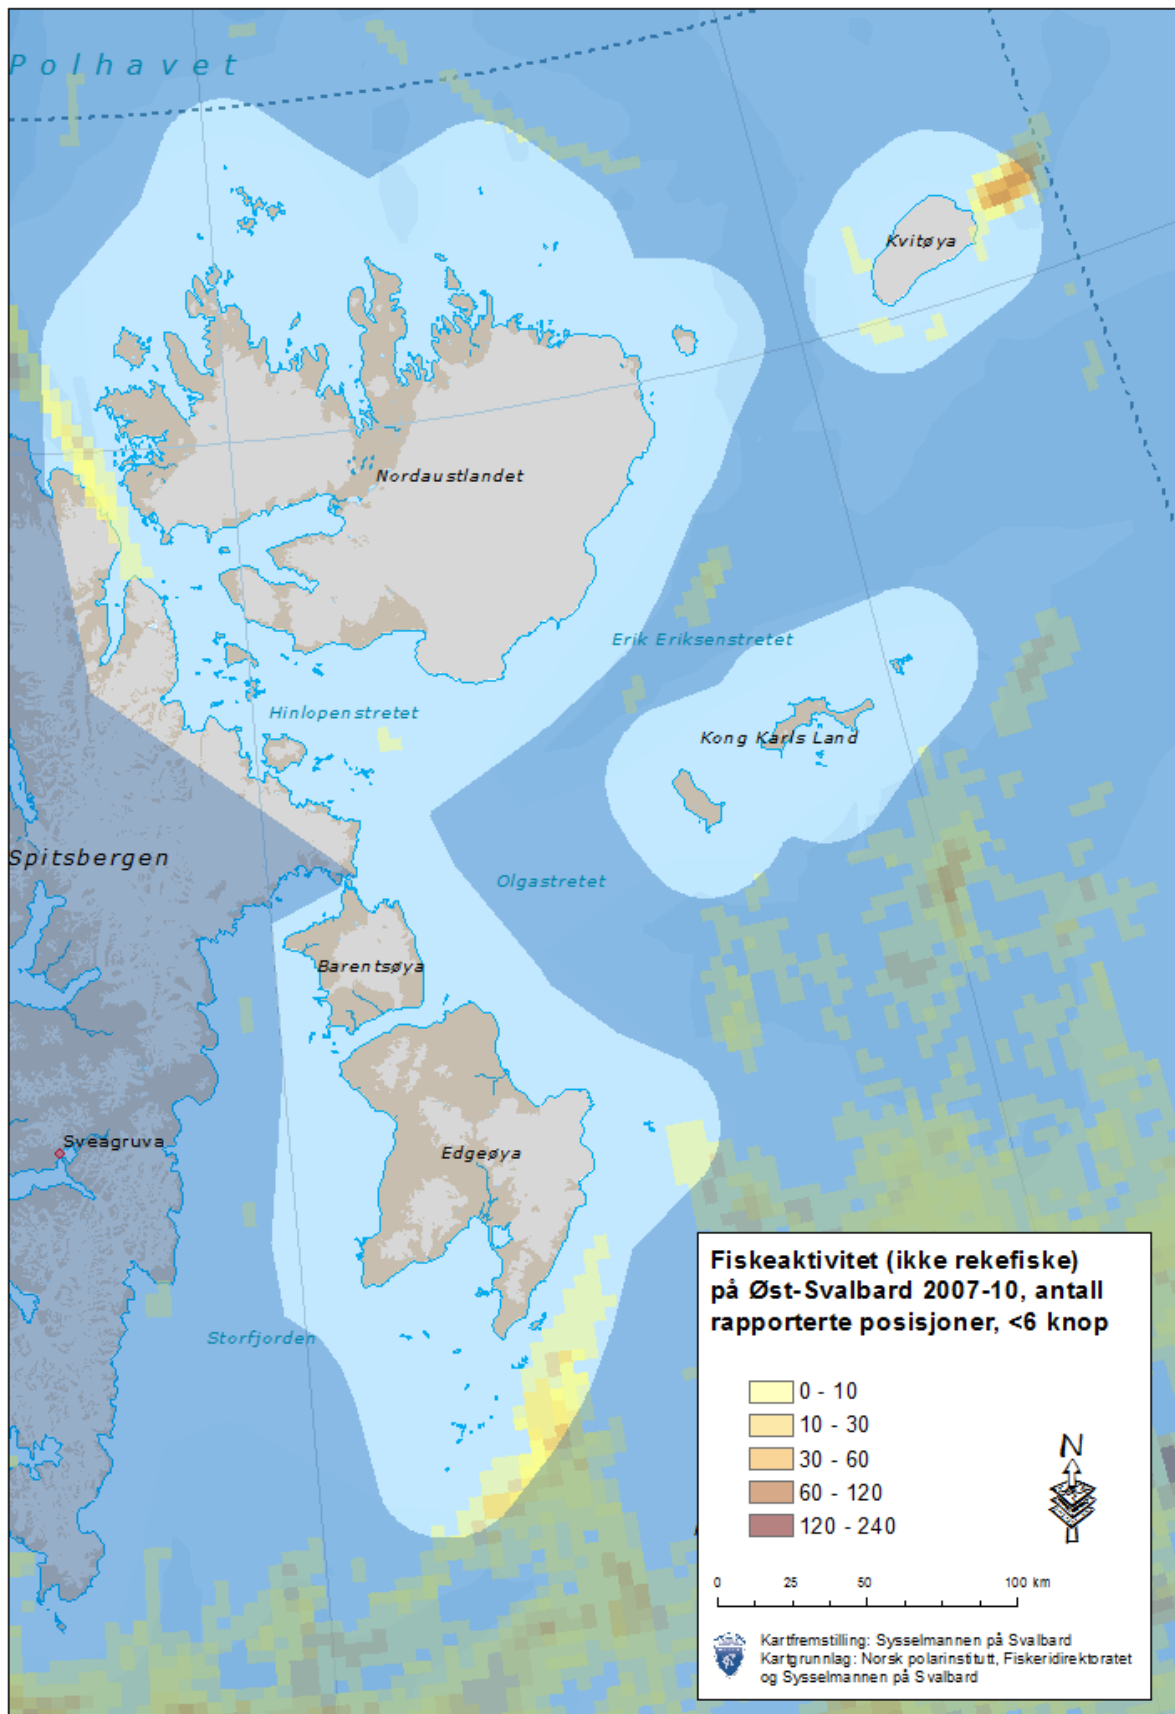 Polhavet
Kvitøya
Nordaustlandet
Erik Eriksenstretet
Hinlopenstretet
Kong Karls Land
Spitsbergen
Olgastretet
Barentsøya
Sveagruva
Edgeøya
Storfjorden
Fiskeaktivitet (ikke rekefiske)
på Øst-Svalbard 2007-10, antall
rapporterte posisjoner, <6 knop
0 - 10
10 - 30
30 - 60
60 - 120
120 - 240
N
0 25 50 100 km
Kartfremstilling: Sysselmannen på Svalbard
Kartgrunnlag: Norsk polarinstitutt, Fiskeridirektoratet
og Sysselmannen på Svalbard